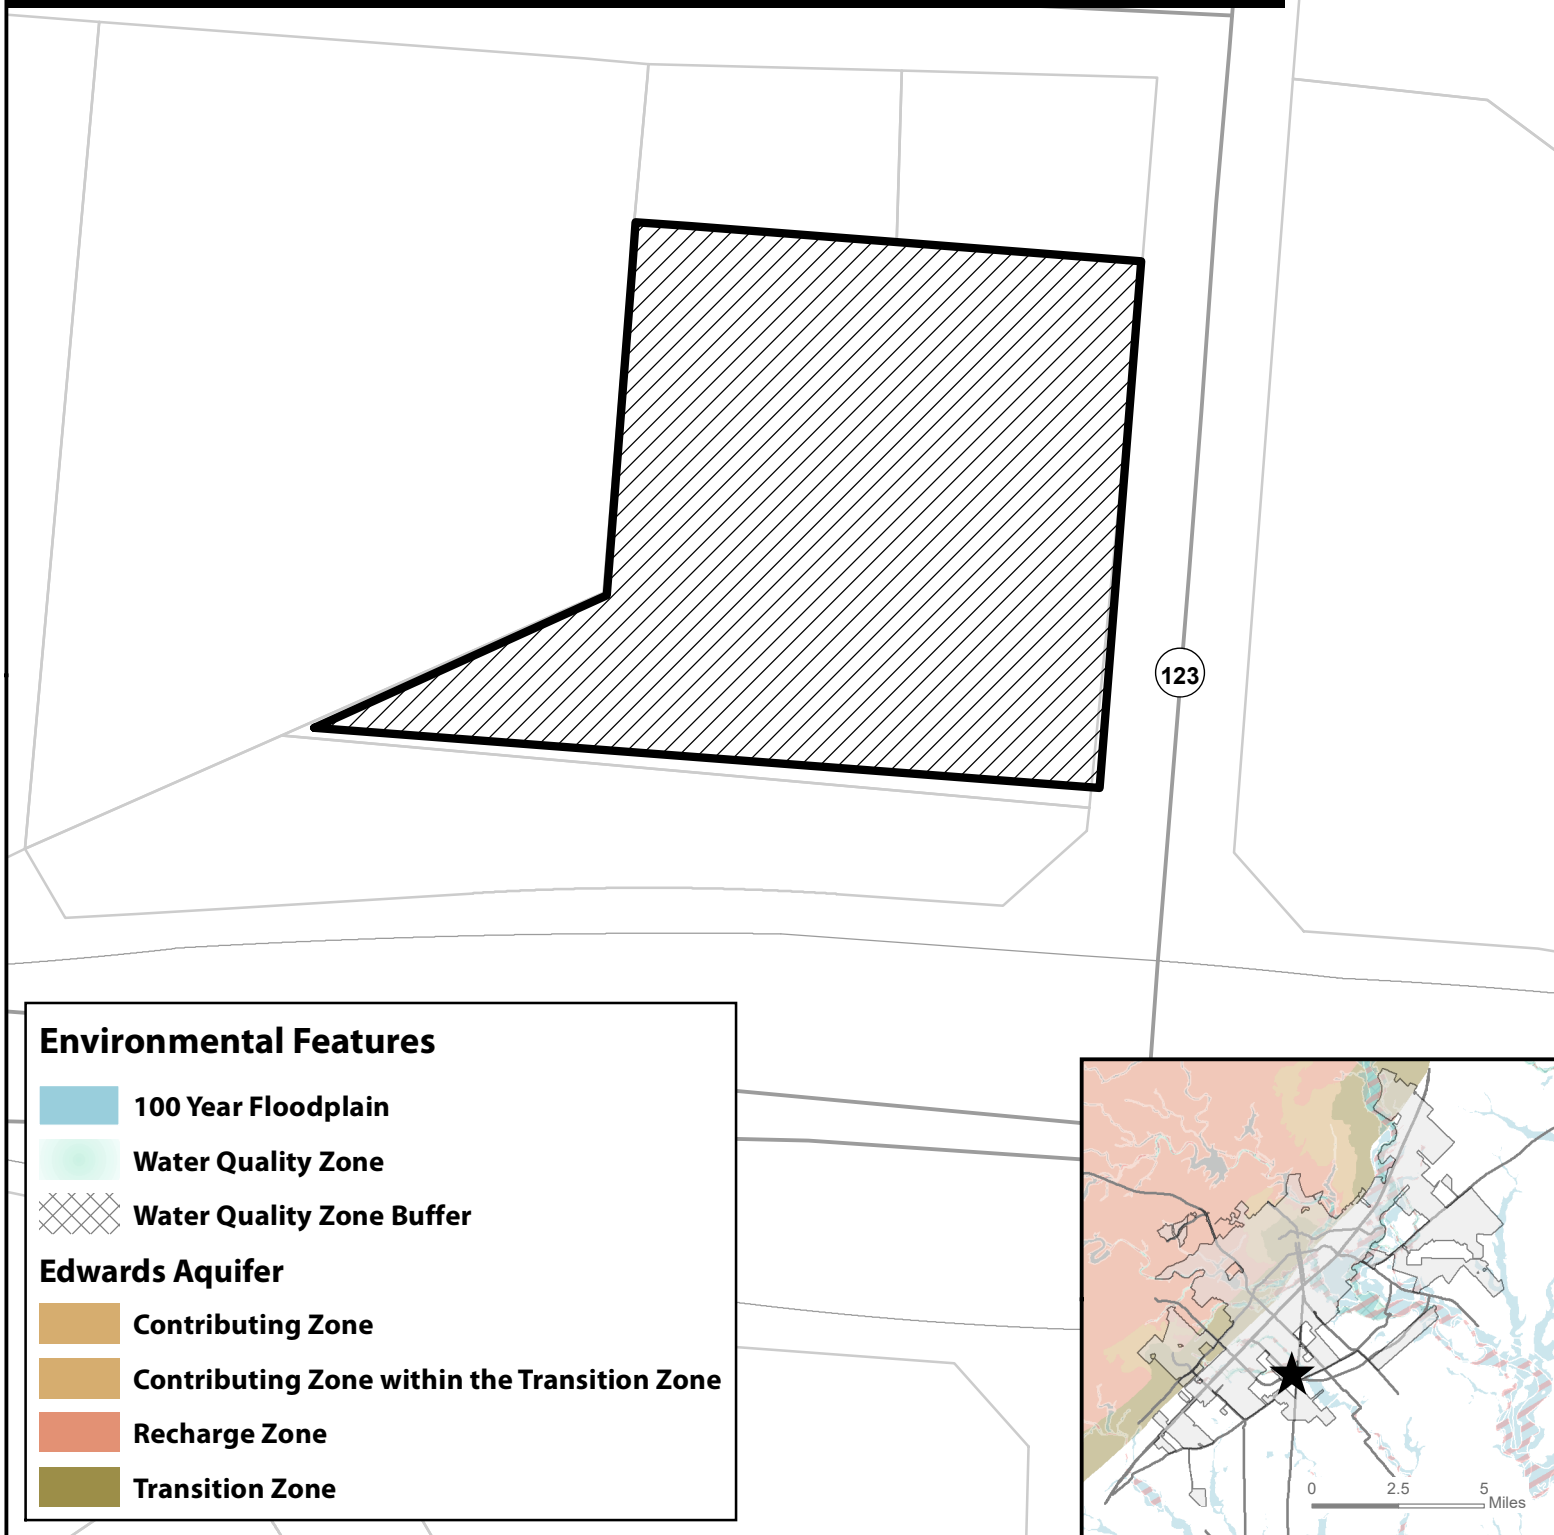 123
Environmental Features
100 Year Floodplain
Water Quality Zone
Water Quality Zone Buffer
Edwards Aquifer
Contributing Zone
Contributing Zone within the Transition Zone
Recharge Zone
Transition Zone
0 2.5 5
Miles